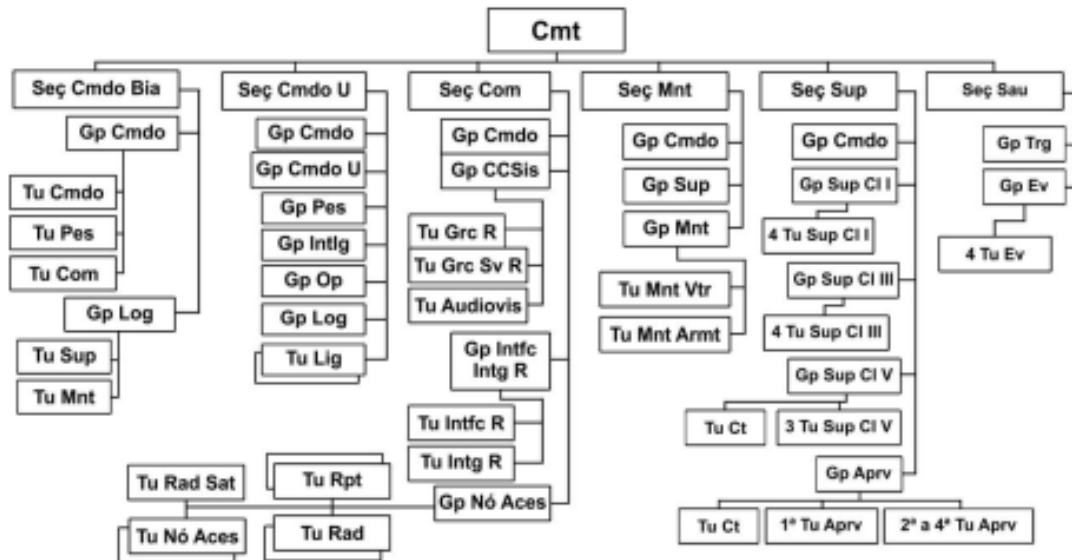 Cmt
Seç Cmdo Bia
Gp Cmdo
Tu Cmdo
Tu Pes
Tu Com
Gp Log
Tu Sup
Tu Mnt
Seç Cmdo U
Gp Cmdo
Gp Cmdo U
Gp Pes
Gp Intlg
Gp Op
Gp Log
Tu Lig
Seç Com
Gp Cmdo
Gp CCSis
Tu Grc R
Tu Grc Sv R
Tu Audiovis
Gp Intfc
Intg R
Tu Intfc R
Tu Intg R
Gp Nó Aces
Tu Rad Sat
Tu Rpt
Tu Nó Aces
Tu Rad
Seç Mnt
Gp Cmdo
Gp Sup
Gp Mnt
Tu Mnt Vtr
Tu Mnt Armt
Seç Sup
Gp Cmdo
Gp Sup Cl I
4 Tu Sup Cl I
Gp Sup Cl III
4 Tu Sup Cl III
Gp Sup Cl V
Tu Ct
3 Tu Sup Cl V
Gp Aprv
Tu Ct
1ª Tu Aprv
2ª a 4ª Tu Aprv
Seç Sau
Gp Trg
Gp Ev
4 Tu Ev